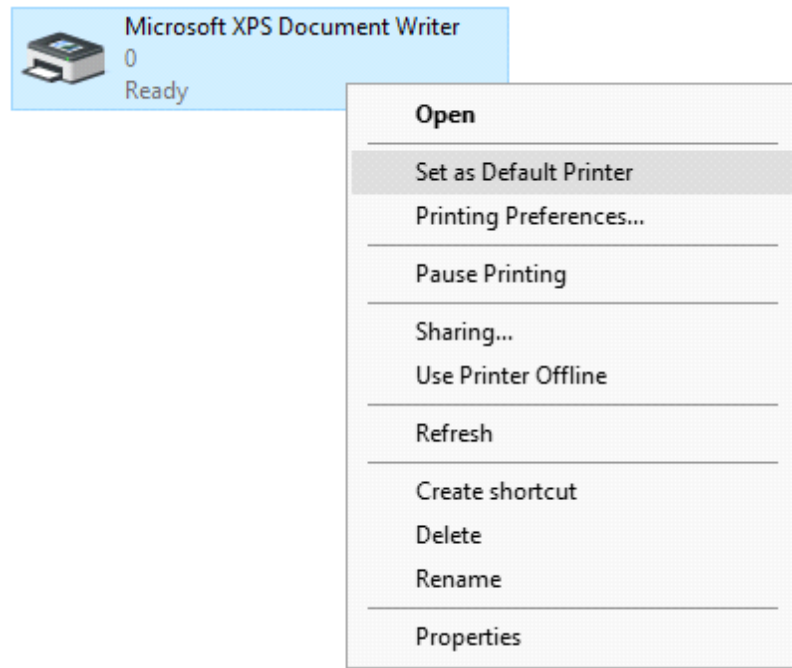 Microsoft XPS Document Writer
0
Ready
Open
Set as Default Printer
Printing Preferences...
Pause Printing
Sharing...
Use Printer Offline
Refresh
Create shortcut
Delete
Rename
Properties